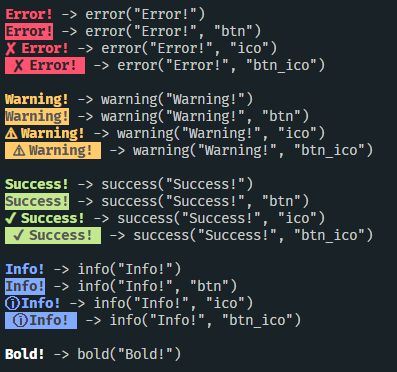 Error! -> error("Error!")
Error! -> error("Error!", "btn")
✘ Error! -> error("Error!", "ico")
✘ Error! -> error("Error!", "btn_ico")
Warning! -> warning("Warning!")
Warning! -> warning("Warning!", "btn")
⚠ Warning! -> warning("Warning!", "ico")
⚠ Warning! -> warning("Warning!", "btn_ico")
Success! -> success("Success!")
Success! -> success("Success!", "btn")
✔ Success! -> success("Success!", "ico")
✔ Success! -> success("Success!", "btn_ico")
Info! -> info("Info!")
Info! -> info("Info!", "btn")
ⓘ Info! -> info("Info!", "ico")
ⓘ Info! -> info("Info!", "btn_ico")
Bold! -> bold("Bold!")